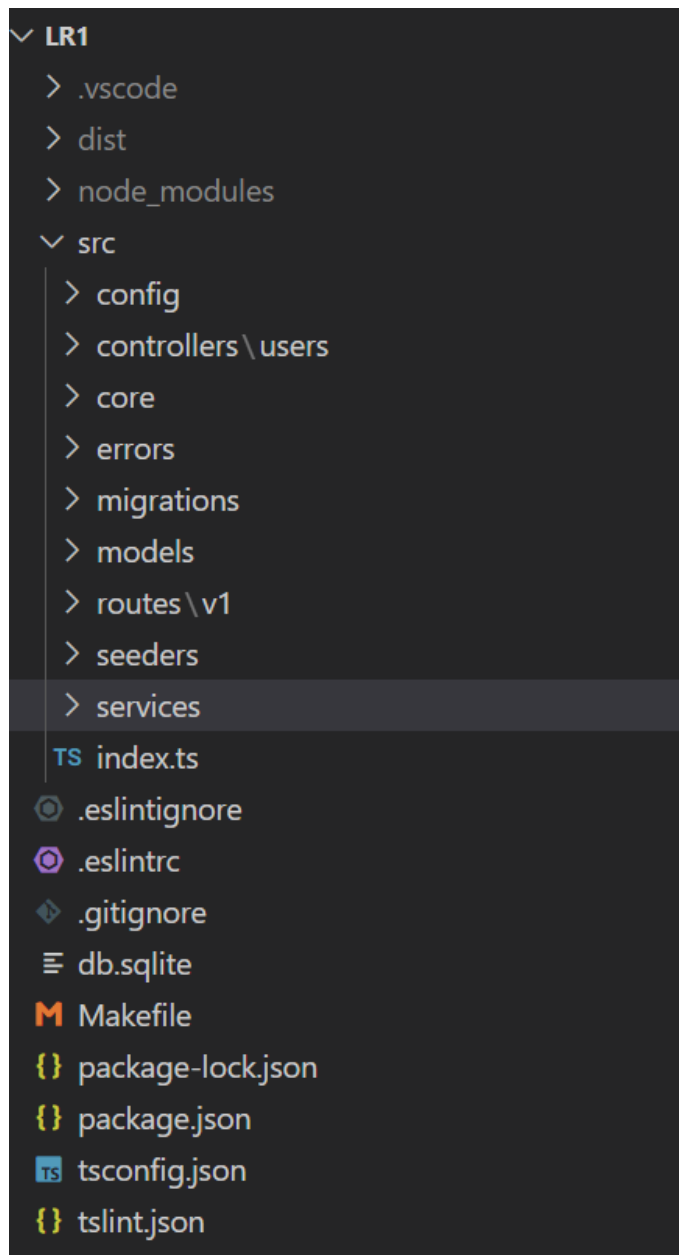 LR1
.vscode
dist
node_modules
src
config
controllers\users
core
errors
migrations
models
routes\v1
seeders
services
TS index.ts
.eslintignore
.eslintrc
.gitignore
db.sqlite
M Makefile
{} package-lock.json
{} package.json
TS tsconfig.json
{} tslint.json